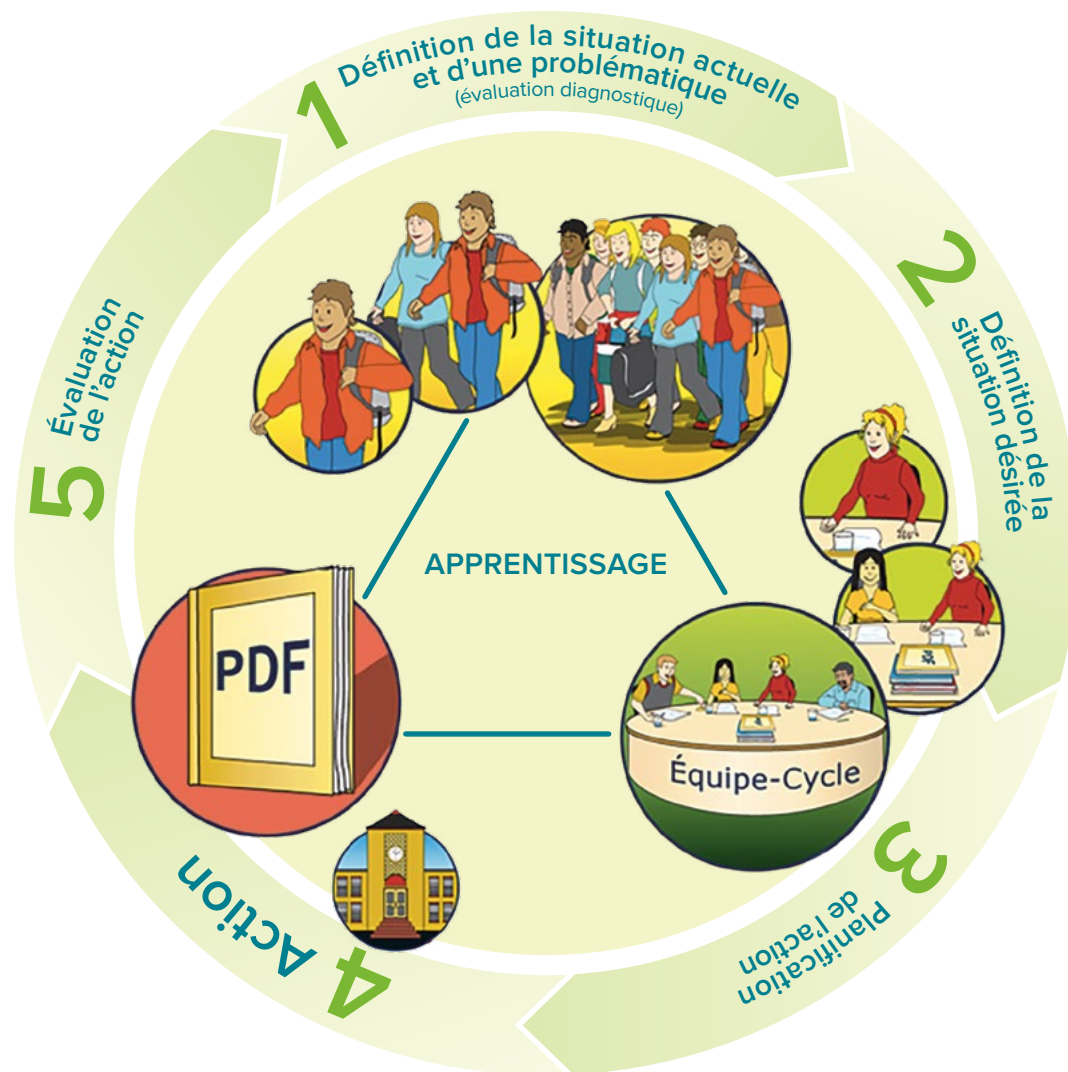 1
Définition de la situation actuelle
et d'une problématique
(évaluation diagnostique)
2
Définition de la
situation désirée
3
Planification
de l'action
4
Action
5
Évaluation
de l'action
APPRENTISSAGE
PDF
Équipe-Cycle